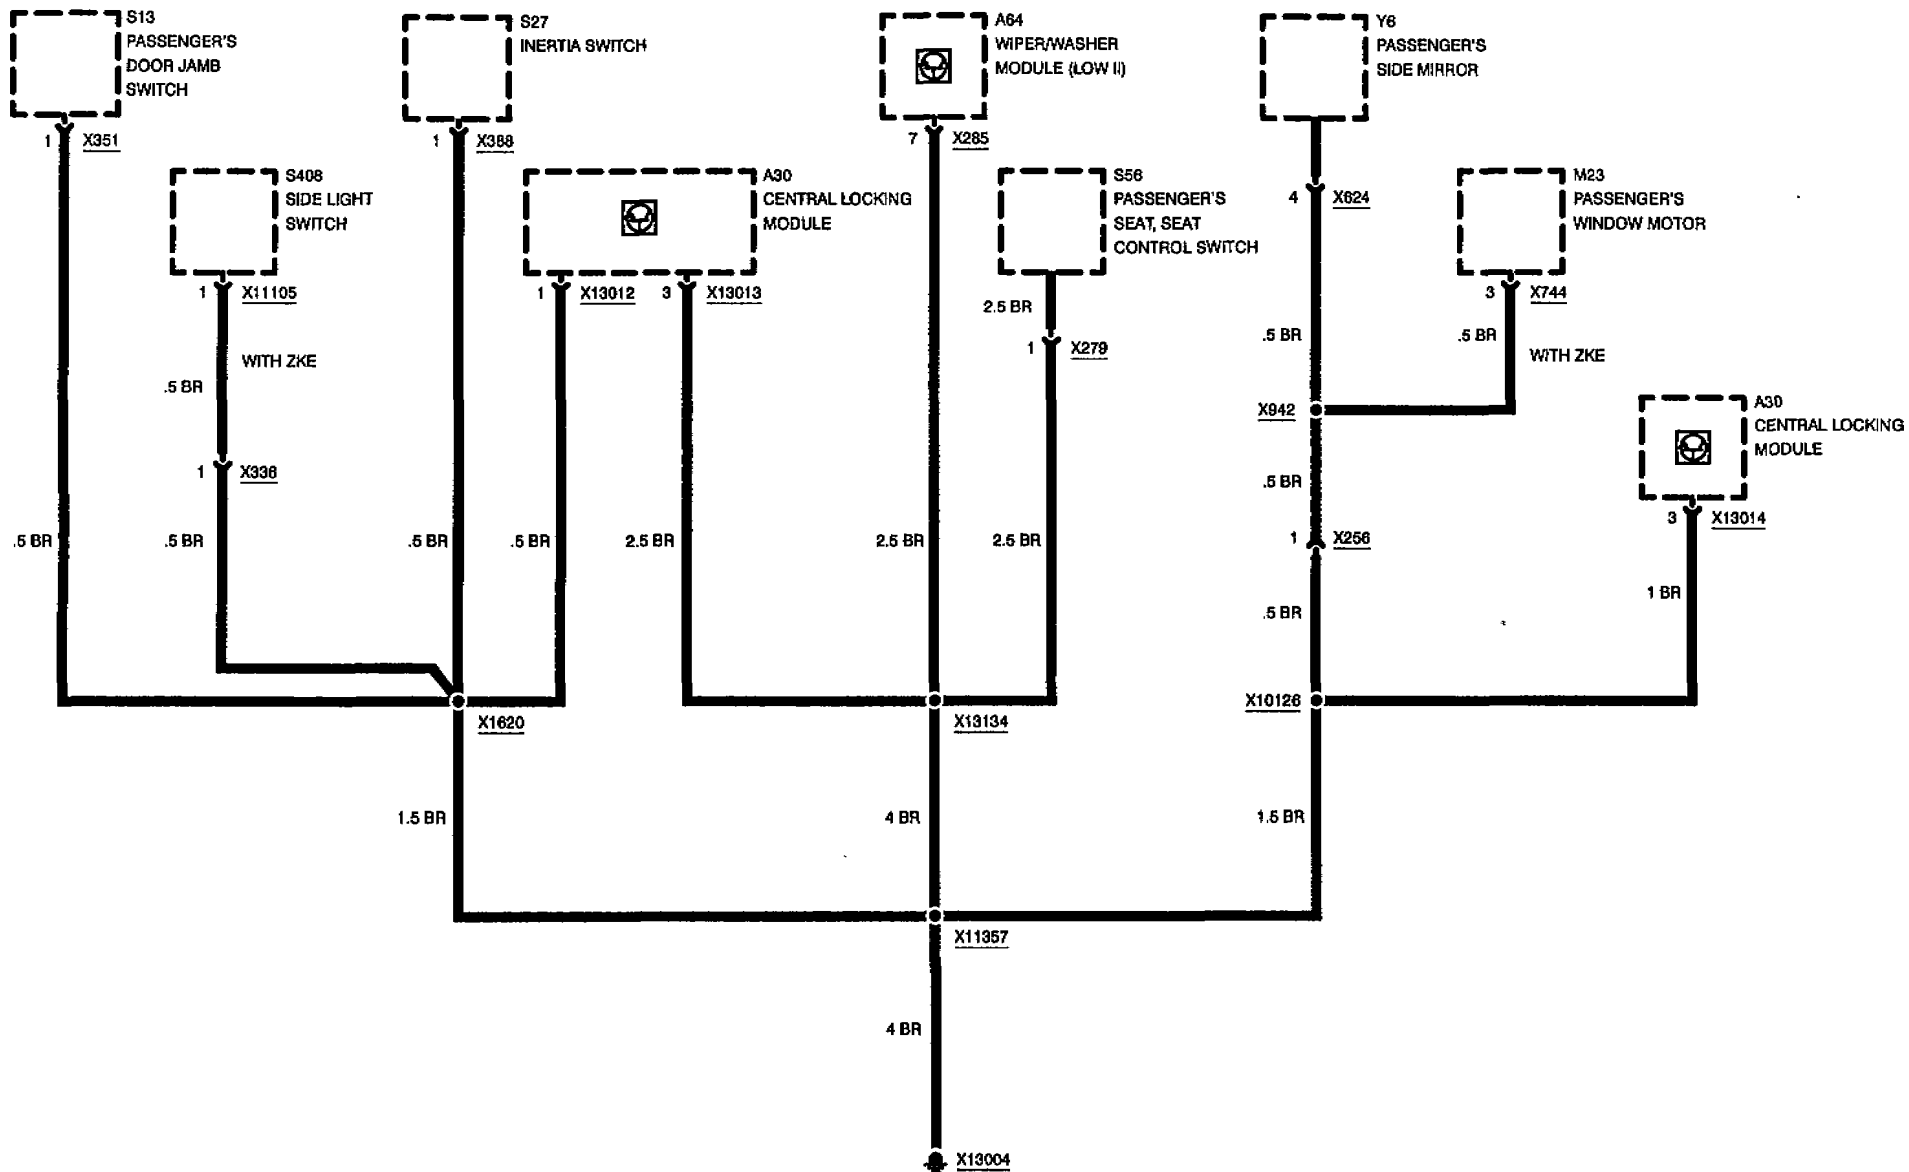 S13
PASSENGER'S
DOOR JAMB
SWITCH
S27
INERTIA SWITCH
A64
WIPER/WASHER
MODULE (LOW II)
Y6
PASSENGER'S
SIDE MIRROR
1 X351
1 X388
7 X285
S408
SIDE LIGHT
SWITCH
A30
CENTRAL LOCKING
MODULE
S56
PASSENGER'S
SEAT, SEAT
CONTROL SWITCH
4 X624
M23
PASSENGER'S
WINDOW MOTOR
1 X11105
1 X13012
3 X13013
2.5 BR
3 X744
WITH ZKE
.5 BR
1 X279
.5 BR
.5 BR
WITH ZKE
X942
A30
CENTRAL LOCKING
MODULE
1 X336
.5 BR
3 X13014
.5 BR
.5 BR
.5 BR
.5 BR
2.5 BR
2.5 BR
2.5 BR
1 X256
.5 BR
1 BR
X1620
X13134
X10126
1.5 BR
4 BR
1.5 BR
X11357
4 BR
X13004